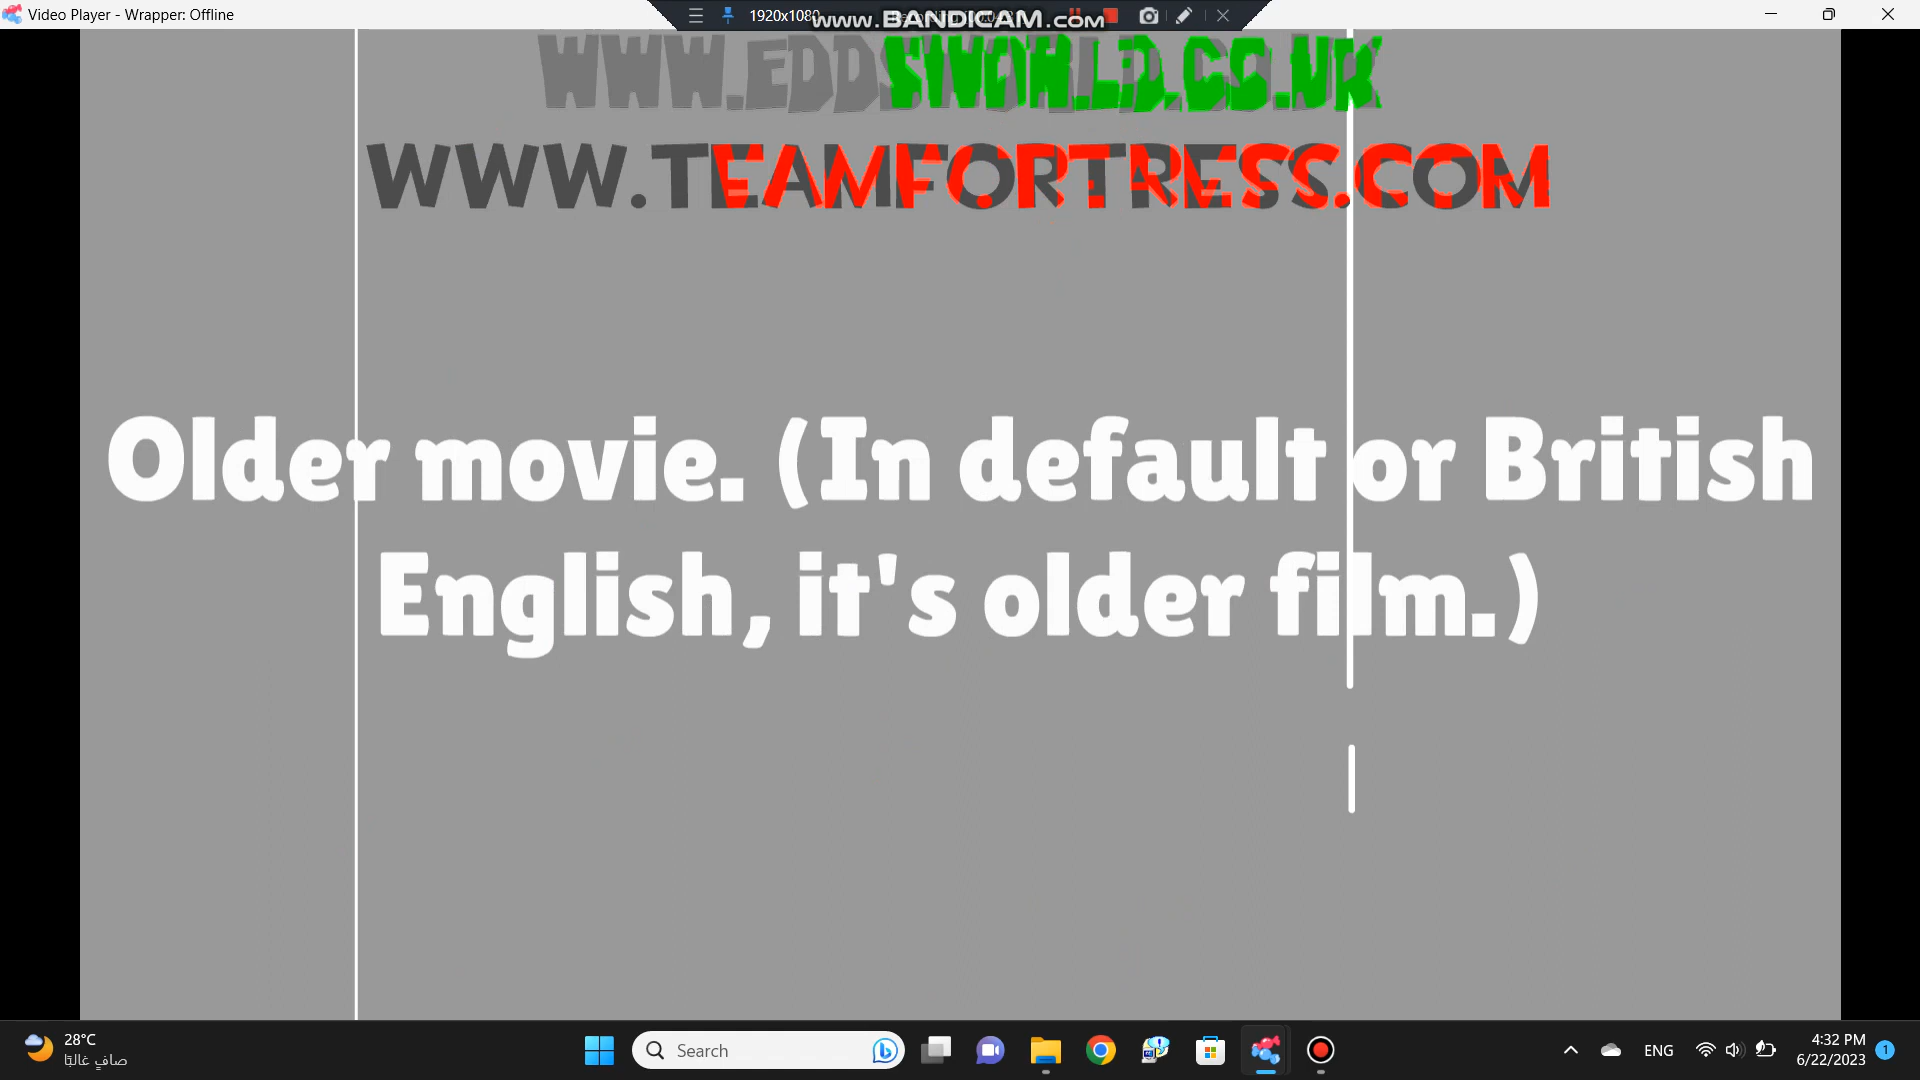 Video Player - Wrapper: Offline
1920x1080
www.BANDICAM.com
WWW.EDDSWORLD.CO.UK
WWW.TEAMFORTRESS.COM
Older movie. (In default or British
English, it's older film.)
28°C
صافٍ غالبًا
Search
ENG
4:32 PM
6/22/2023
1